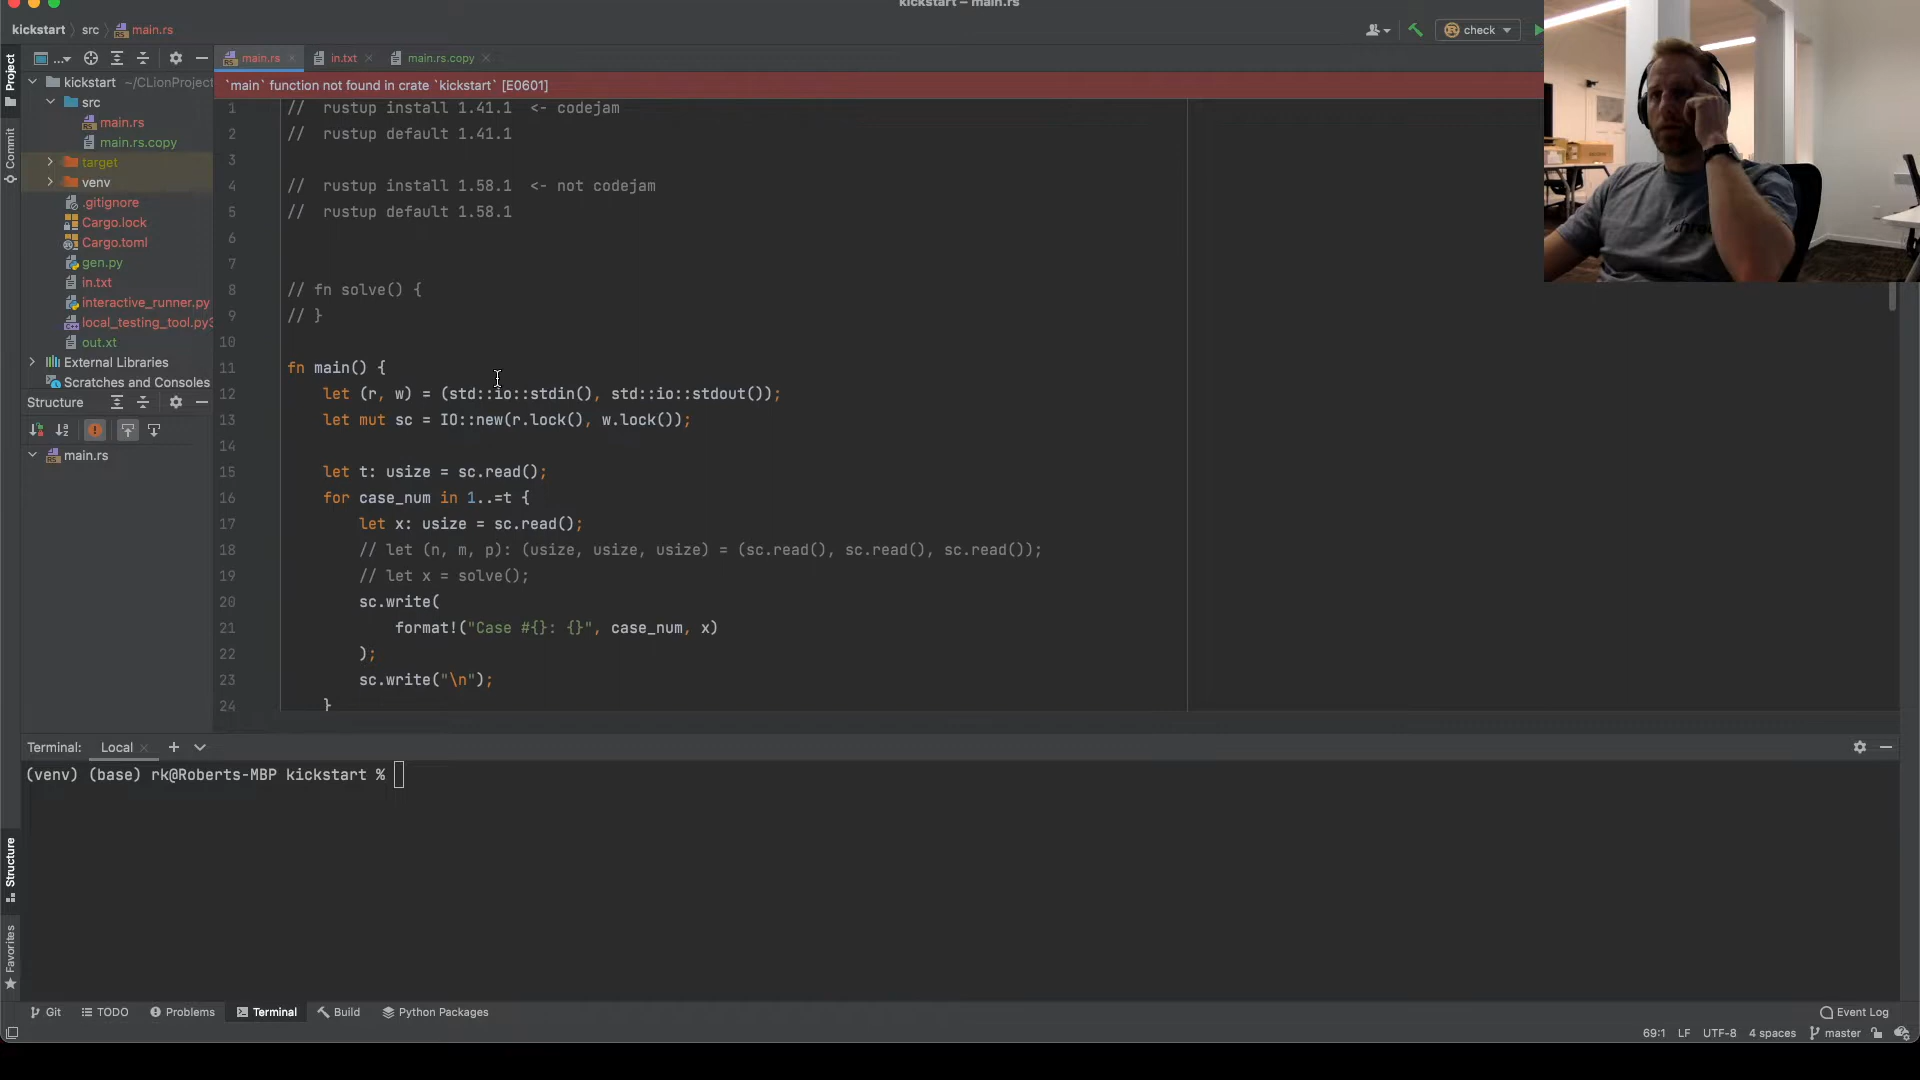 kickstart – main.rs
kickstart src main.rs
check
Project
...
main.rs
in.txt
main.rs.copy
`main` function not found in crate `kickstart` [E0601]
kickstart ~/CLionProject
src
main.rs
main.rs.copy
target
venv
.gitignore
Cargo.lock
Cargo.toml
gen.py
in.txt
interactive_runner.py
local_testing_tool.py3
out.xt
External Libraries
Scratches and Consoles
Commit
Structure
main.rs
1 // rustup install 1.41.1 <- codejam
2 // rustup default 1.41.1
3
4 // rustup install 1.58.1 <- not codejam
5 // rustup default 1.58.1
6
7
8 // fn solve() {
9 // }
10
11 fn main() {
12 let (r, w) = (std::io::stdin(), std::io::stdout());
13 let mut sc = IO::new(r.lock(), w.lock());
14
15 let t: usize = sc.read();
16 for case_num in 1..=t {
17 let x: usize = sc.read();
18 // let (n, m, p): (usize, usize, usize) = (sc.read(), sc.read(), sc.read());
19 // let x = solve();
20 sc.write(
21 format!("Case #{}: {}", case_num, x)
22 );
23 sc.write("\n");
24 }
Terminal: Local
(venv) (base) rk@Roberts-MBP kickstart %
Structure
Favorites
Git TODO Problems Terminal Build Python Packages Event Log
69:1 LF UTF-8 4 spaces master